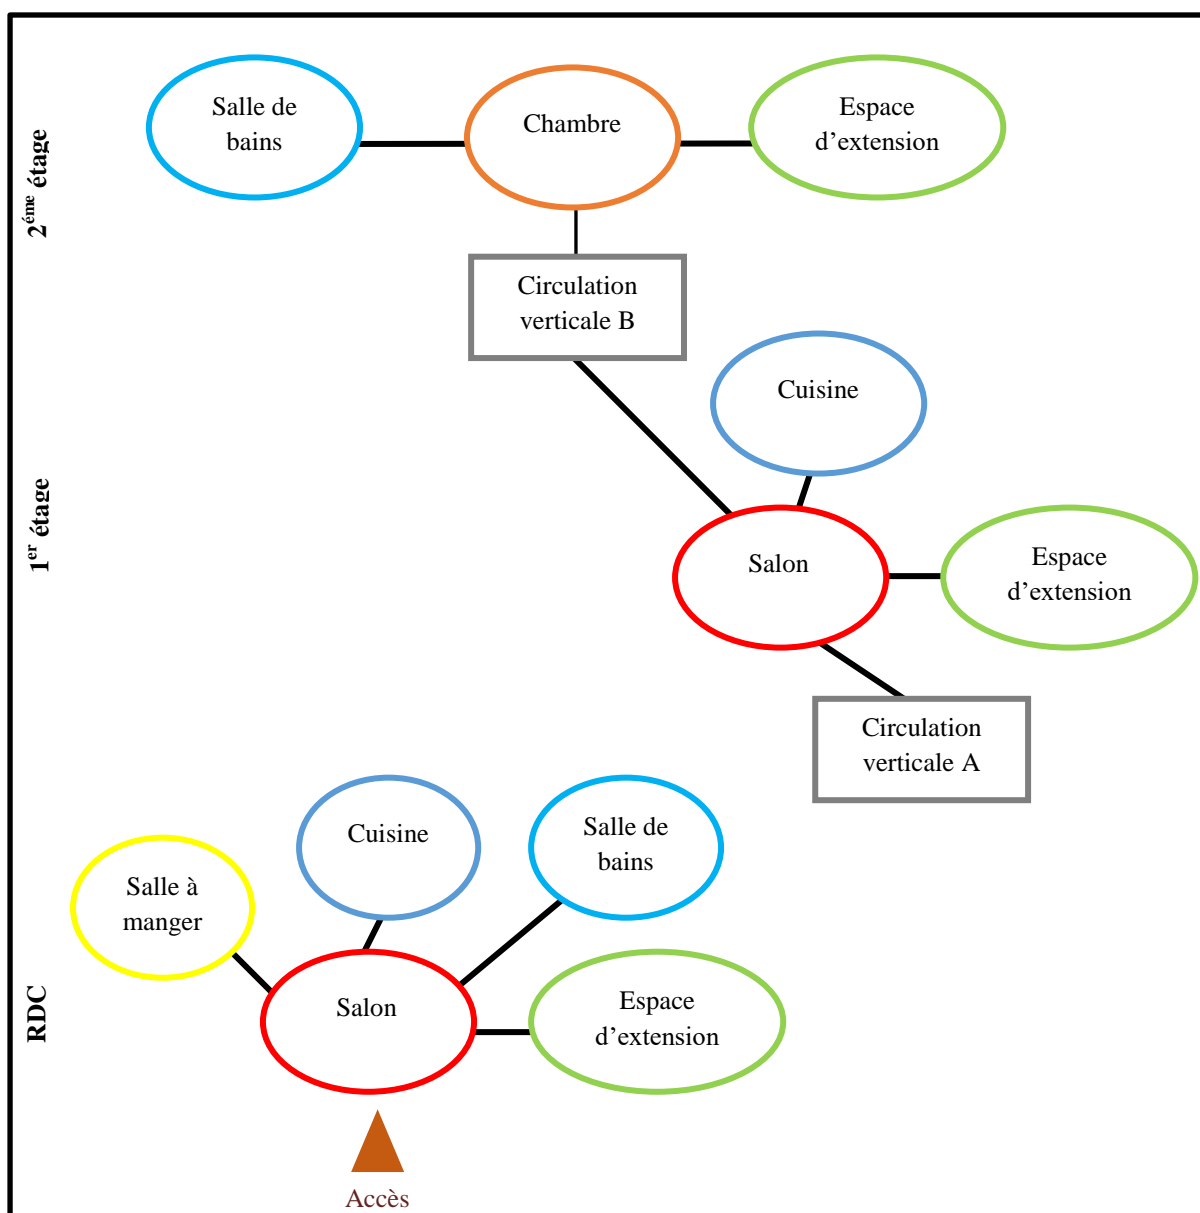 2éme étage
Salle de
bains
Chambre
Espace
d’extension
Circulation
verticale B
1er étage
Cuisine
Salon
Espace
d’extension
Circulation
verticale A
RDC
Salle à
manger
Cuisine
Salle de
bains
Salon
Espace
d’extension
Accès